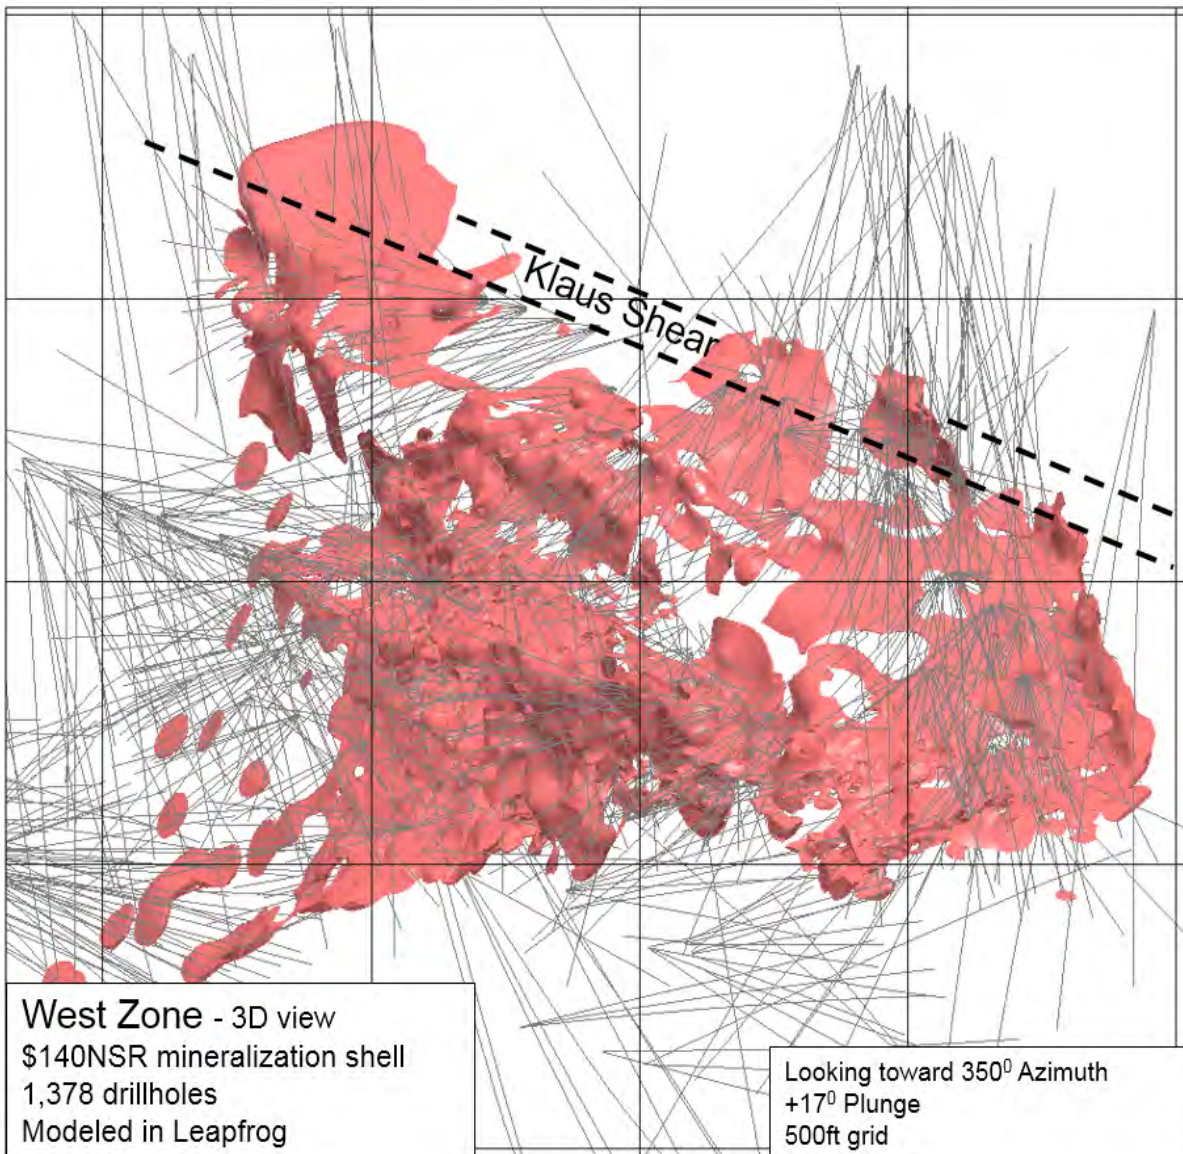 Klaus Shear
West Zone - 3D view
$140NSR mineralization shell
1,378 drillholes
Modeled in Leapfrog
Looking toward 350⁰ Azimuth
+17⁰ Plunge
500ft grid